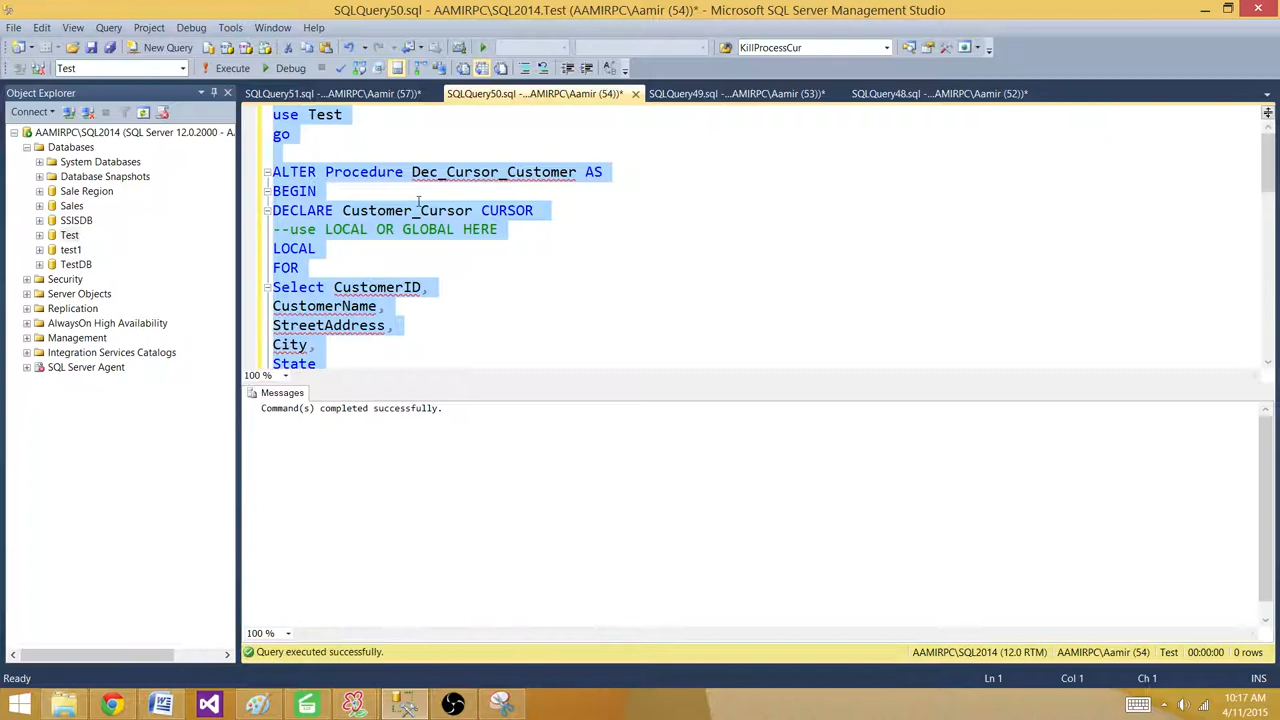 SQLQuery50.sql - AAMIRPC\SQL2014.Test (AAMIRPC\Aamir (54))* - Microsoft SQL Server Management Studio
File Edit View Query Project Debug Tools Window Help
New Query KillProcessCur
Test Execute Debug
Object Explorer
SQLQuery51.sql -...AAMIRPC\Aamir (57))* SQLQuery50.sql -...AAMIRPC\Aamir (54))* SQLQuery49.sql -...AAMIRPC\Aamir (53))* SQLQuery48.sql -...AAMIRPC\Aamir (52))*
Connect
AAMIRPC\SQL2014 (SQL Server 12.0.2000 - A
Databases
System Databases
Database Snapshots
Sale Region
Sales
SSISDB
Test
test1
TestDB
Security
Server Objects
Replication
AlwaysOn High Availability
Management
Integration Services Catalogs
SQL Server Agent
use Test
go
ALTER Procedure Dec_Cursor_Customer AS
BEGIN
DECLARE Customer_Cursor CURSOR
--use LOCAL OR GLOBAL HERE
LOCAL
FOR
Select CustomerID,
CustomerName,
StreetAddress,
City,
State
100 %
Messages
Command(s) completed successfully.
100 %
Query executed successfully. AAMIRPC\SQL2014 (12.0 RTM) AAMIRPC\Aamir (54) Test 00:00:00 0 rows
Ready Ln 1 Col 1 Ch 1 INS
10:17 AM
4/11/2015